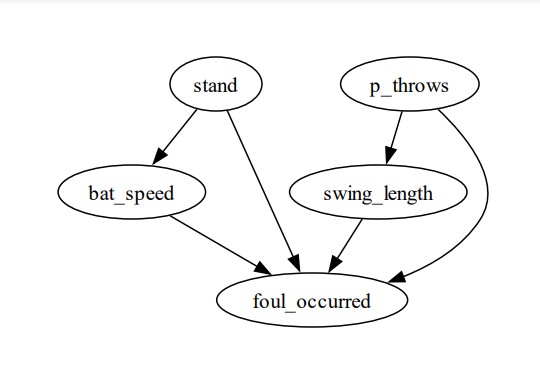 stand
p_throws
bat_speed
swing_length
foul_occurred